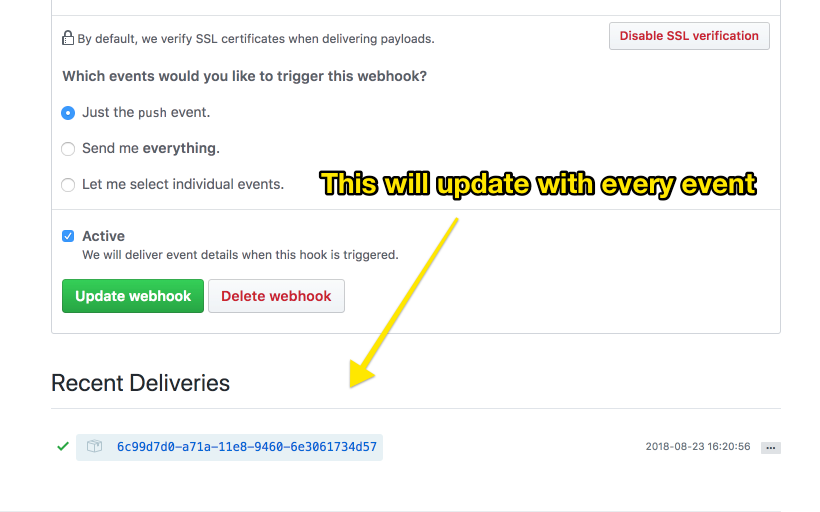 By default, we verify SSL certificates when delivering payloads.
Disable SSL verification
Which events would you like to trigger this webhook?
Just the push event.
Send me everything.
Let me select individual events.
This will update with every event
Active
We will deliver event details when this hook is triggered.
Update webhook
Delete webhook
Recent Deliveries
6c99d7d0-a71a-11e8-9460-6e3061734d57
2018-08-23 16:20:56